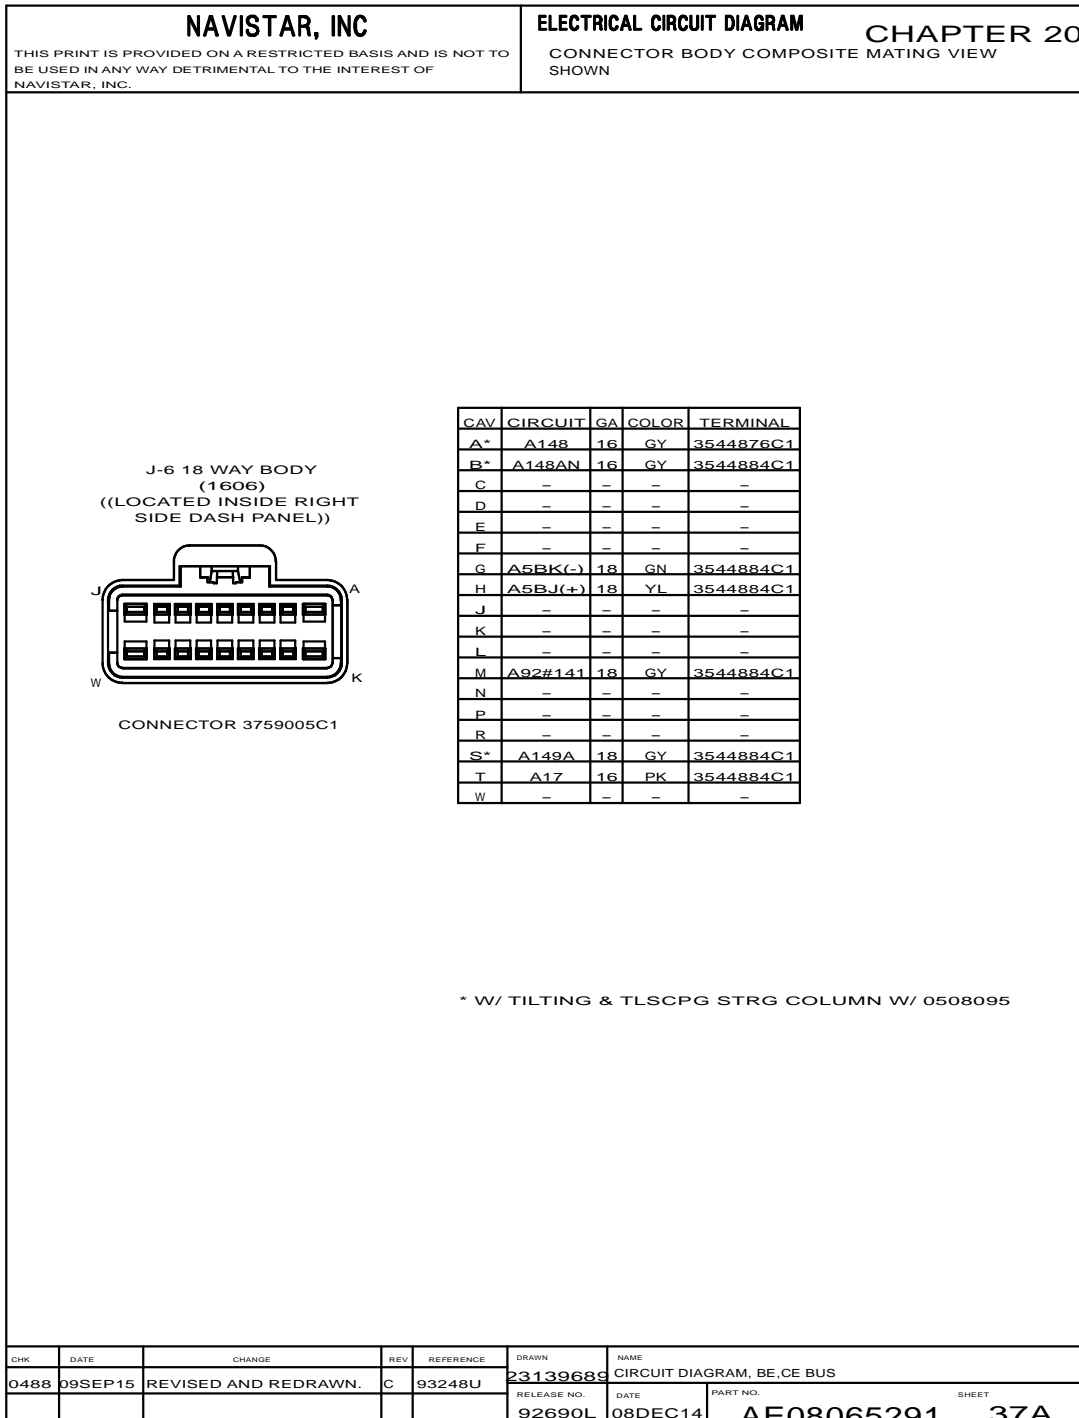 NAVISTAR, INC
THIS PRINT IS PROVIDED ON A RESTRICTED BASIS AND IS NOT TO
BE USED IN ANY WAY DETRIMENTAL TO THE INTEREST OF
NAVISTAR, INC.
ELECTRICAL CIRCUIT DIAGRAM
CHAPTER 20
CONNECTOR BODY COMPOSITE MATING VIEW
SHOWN
J-6 18 WAY BODY
(1606)
((LOCATED INSIDE RIGHT
SIDE DASH PANEL))
J A
W K
CONNECTOR 3759005C1
CAV CIRCUIT GA COLOR TERMINAL
A* A148 16 GY 3544876C1
B* A148AN 16 GY 3544884C1
C – – – –
D – – – –
E – – – –
F – – – –
G A5BK(-) 18 GN 3544884C1
H A5BJ(+) 18 YL 3544884C1
J – – – –
K – – – –
L – – – –
M A92#141 18 GY 3544884C1
N – – – –
P – – – –
R – – – –
S* A149A 18 GY 3544884C1
T A17 16 PK 3544884C1
W – – – –
* W/ TILTING & TLSCPG STRG COLUMN W/ 0508095
CHK DATE CHANGE REV REFERENCE
0488 09SEP15 REVISED AND REDRAWN. C 93248U
DRAWN
23139689
NAME
CIRCUIT DIAGRAM, BE,CE BUS
RELEASE NO.
92690L
DATE
08DEC14
PART NO.
AE08065291
SHEET
37A